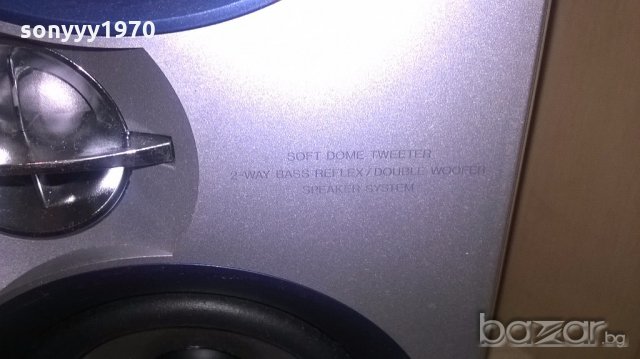 sonyyy1970
SOFT DOME TWEETER
2-WAY BASS REFLEX/DOUBLE WOOFER
SPEAKER SYSTEM
bazar.bg